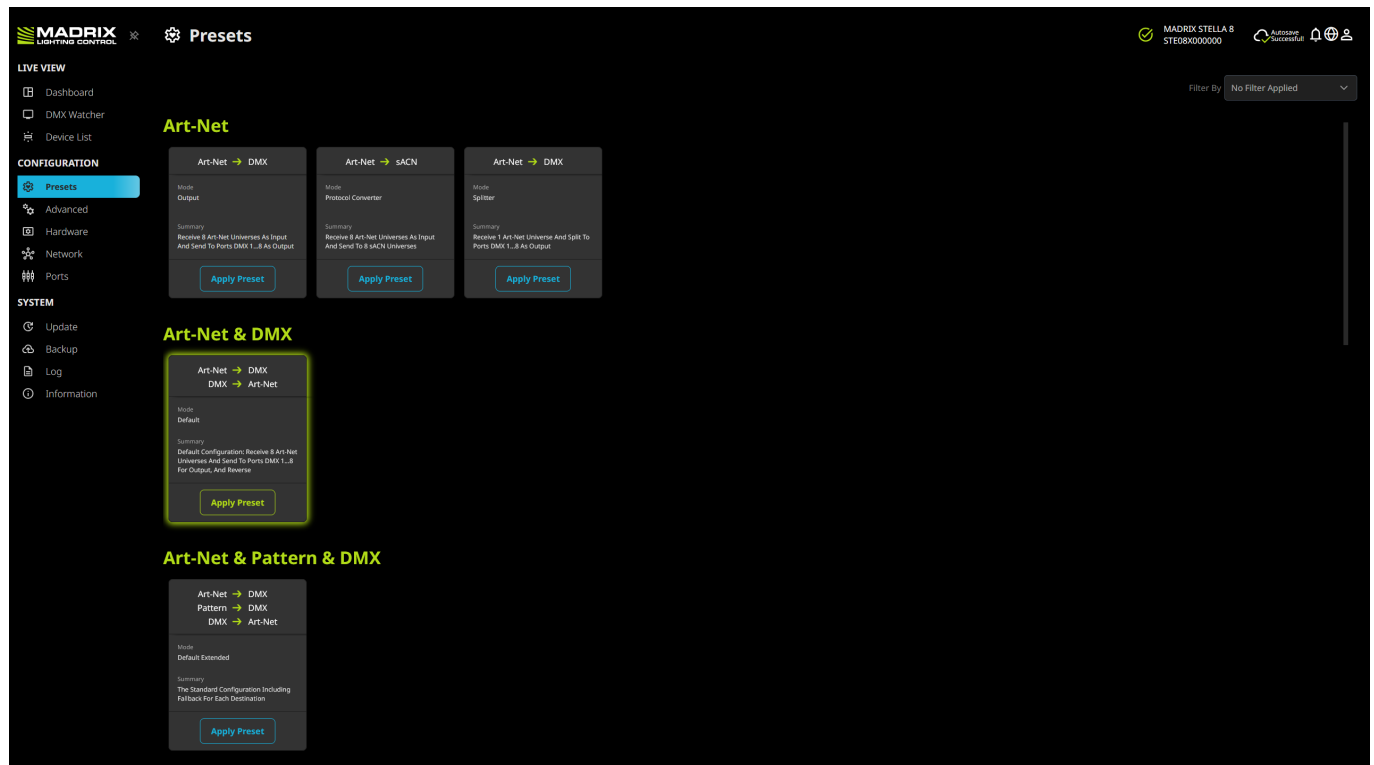 MADRIX
LIGHTING CONTROL
Presets
MADRIX STELLA 8
STE08X000000
Autosave
Successful!
LIVE VIEW
Dashboard
DMX Watcher
Device List
CONFIGURATION
Presets
Advanced
Hardware
Network
Ports
SYSTEM
Update
Backup
Log
Information
Filter By
No Filter Applied
Art-Net
Art-Net → DMX
Mode
Output
Summary
Receive 8 Art-Net Universes As Input
And Send To Ports DMX 1...8 As Output
Apply Preset
Art-Net → sACN
Mode
Protocol Converter
Summary
Receive 8 Art-Net Universes As Input
And Send To 8 sACN Universes
Apply Preset
Art-Net → DMX
Mode
Splitter
Summary
Receive 1 Art-Net Universe And Split To
Ports DMX 1...8 As Output
Apply Preset
Art-Net & DMX
Art-Net → DMX
DMX → Art-Net
Mode
Default
Summary
Default Configuration: Receive 8 Art-Net
Universes And Send To Ports DMX 1...8
For Output, And Reverse
Apply Preset
Art-Net & Pattern & DMX
Art-Net → DMX
Pattern → DMX
DMX → Art-Net
Mode
Default Extended
Summary
The Standard Configuration Including
Fallback For Each Destination
Apply Preset